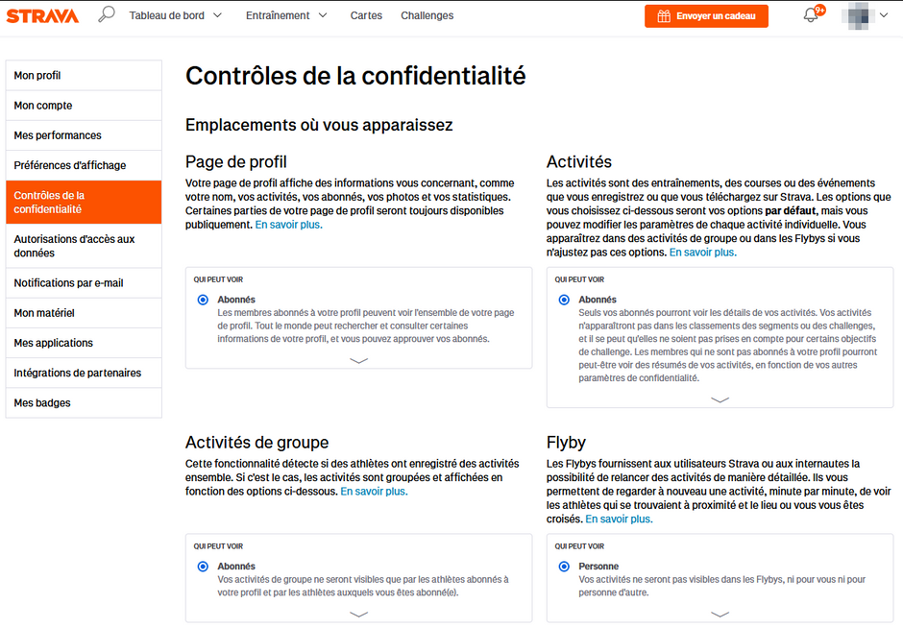 STRAVA
Tableau de bord
Entraînement
Cartes
Challenges
Envoyer un cadeau
9+
Mon profil
Mon compte
Mes performances
Préférences d'affichage
Contrôles de la
confidentialité
Autorisations d'accès aux
données
Notifications par e-mail
Mon matériel
Mes applications
Intégrations de partenaires
Mes badges
Contrôles de la confidentialité
Emplacements où vous apparaissez
Page de profil
Votre page de profil affiche des informations vous concernant, comme
votre nom, vos activités, vos abonnés, vos photos et vos statistiques.
Certaines parties de votre page de profil seront toujours disponibles
publiquement. En savoir plus.
QUI PEUT VOIR
Abonnés
Les membres abonnés à votre profil peuvent voir l'ensemble de votre page
de profil. Tout le monde peut rechercher et consulter certaines
informations de votre profil, et vous pouvez approuver vos abonnés.
Activités
Les activités sont des entraînements, des courses ou des événements
que vous enregistrez ou que vous téléchargez sur Strava. Les options que
vous choisissez ci-dessous seront vos options par défaut, mais vous
pouvez modifier les paramètres de chaque activité individuelle. Vous
apparaîtrez dans des activités de groupe ou dans les Flybys si vous
n'ajustez pas ces options. En savoir plus.
QUI PEUT VOIR
Abonnés
Seuls vos abonnés pourront voir les détails de vos activités. Vos activités
n'apparaîtront pas dans les classements des segments ou des challenges,
et il se peut qu'elles ne soient pas prises en compte pour certains objectifs
de challenge. Les membres qui ne sont pas abonnés à votre profil pourront
peut-être voir des résumés de vos activités, en fonction de vos autres
paramètres de confidentialité.
Activités de groupe
Cette fonctionnalité détecte si des athlètes ont enregistré des activités
ensemble. Si c'est le cas, les activités sont groupées et affichées en
fonction des options ci-dessous. En savoir plus.
QUI PEUT VOIR
Abonnés
Vos activités de groupe ne seront visibles que par les athlètes abonnés à
votre profil et par les athlètes auxquels vous êtes abonné(e).
Flyby
Les Flybys fournissent aux utilisateurs Strava ou aux internautes la
possibilité de relancer des activités de manière détaillée. Ils vous
permettent de regarder à nouveau une activité, minute par minute, de voir
les athlètes qui se trouvaient à proximité et le lieu ou vous vous êtes
croisés. En savoir plus.
QUI PEUT VOIR
Personne
Vos activités ne seront pas visibles dans les Flybys, ni pour vous ni pour
personne d'autre.